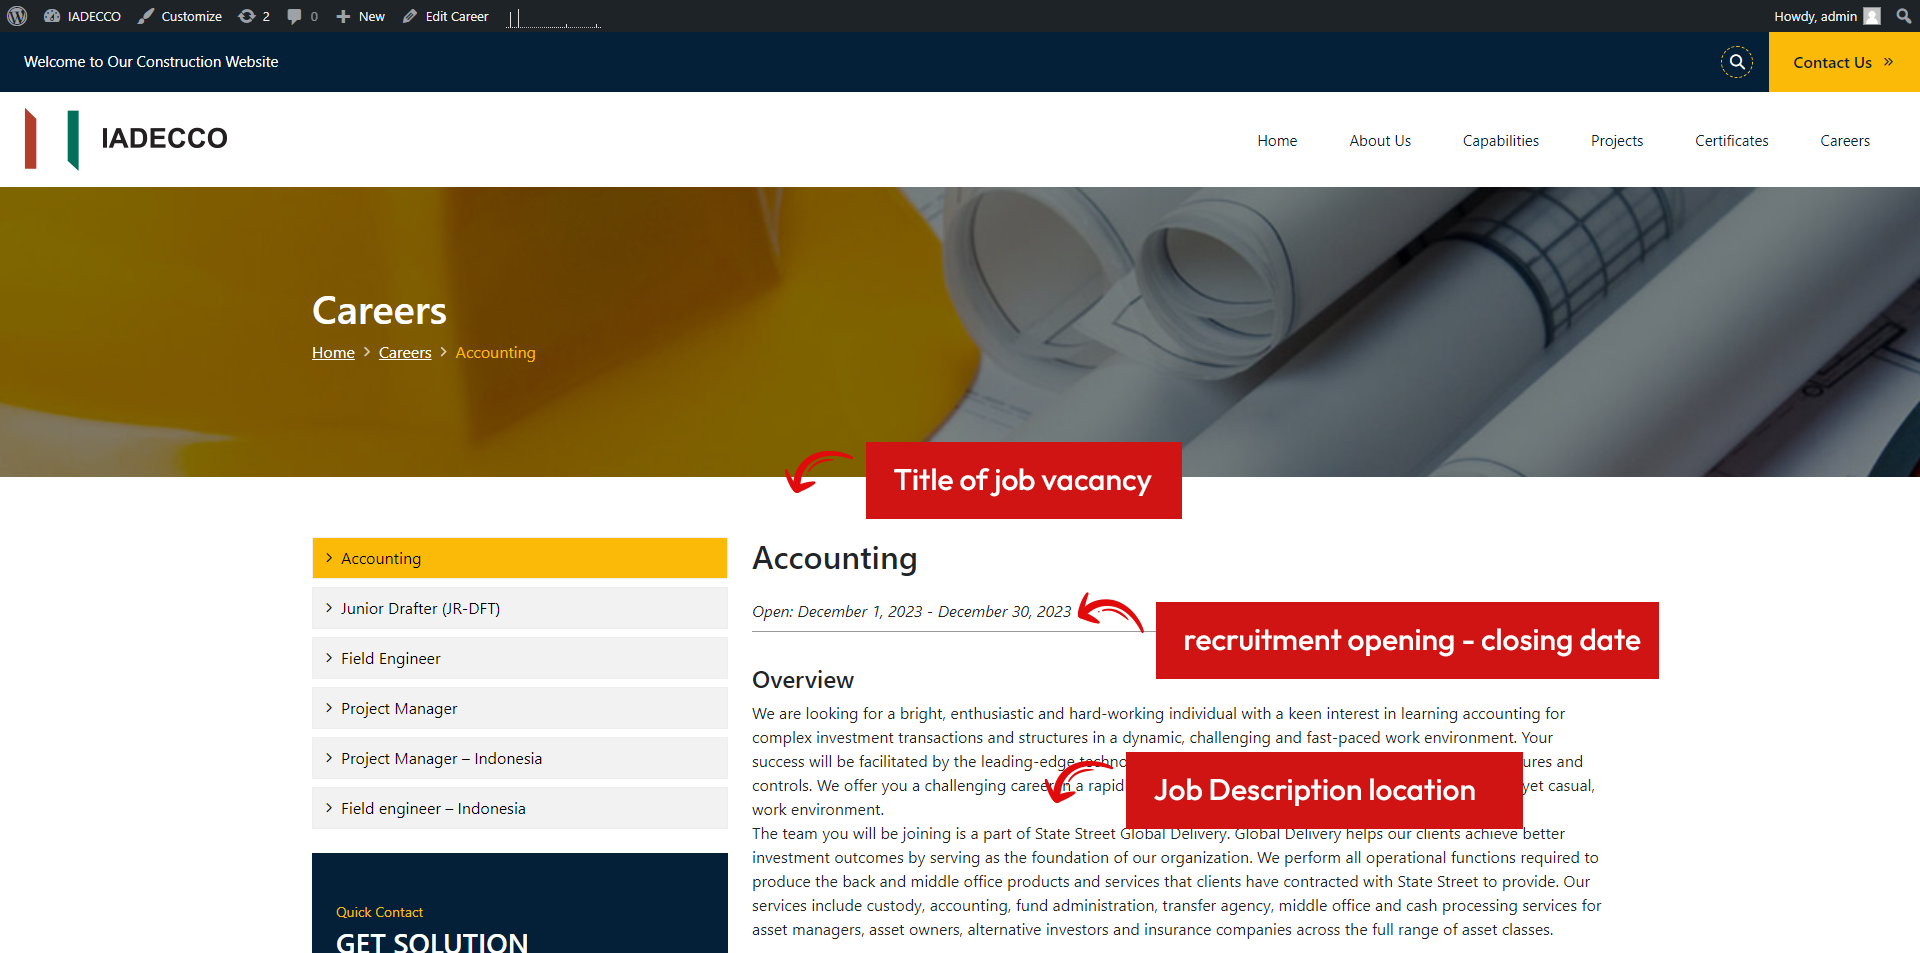 IADECCO
Customize
2
0
New
Edit Career
Howdy, admin
Welcome to Our Construction Website
Contact Us
IADECCO
Home
About Us
Capabilities
Projects
Certificates
Careers
Careers
Home
Careers
Accounting
Title of job vacancy
Accounting
Junior Drafter (JR-DFT)
Field Engineer
Project Manager
Project Manager – Indonesia
Field engineer – Indonesia
Quick Contact
GET SOLUTION
Accounting
Open: December 1, 2023 - December 30, 2023
recruitment opening - closing date
Overview
We are looking for a bright, enthusiastic and hard-working individual with a keen interest in learning accounting for
complex investment transactions and structures in a dynamic, challenging and fast-paced work environment. Your
success will be facilitated by the leading-edge ures and
controls. We offer you a challenging career a rapid yet casual,
work environment.
Job Description location
The team you will be joining is a part of State Street Global Delivery. Global Delivery helps our clients achieve better
investment outcomes by serving as the foundation of our organization. We perform all operational functions required to
produce the back and middle office products and services that clients have contracted with State Street to provide. Our
services include custody, accounting, fund administration, transfer agency, middle office and cash processing services for
asset managers, asset owners, alternative investors and insurance companies across the full range of asset classes.